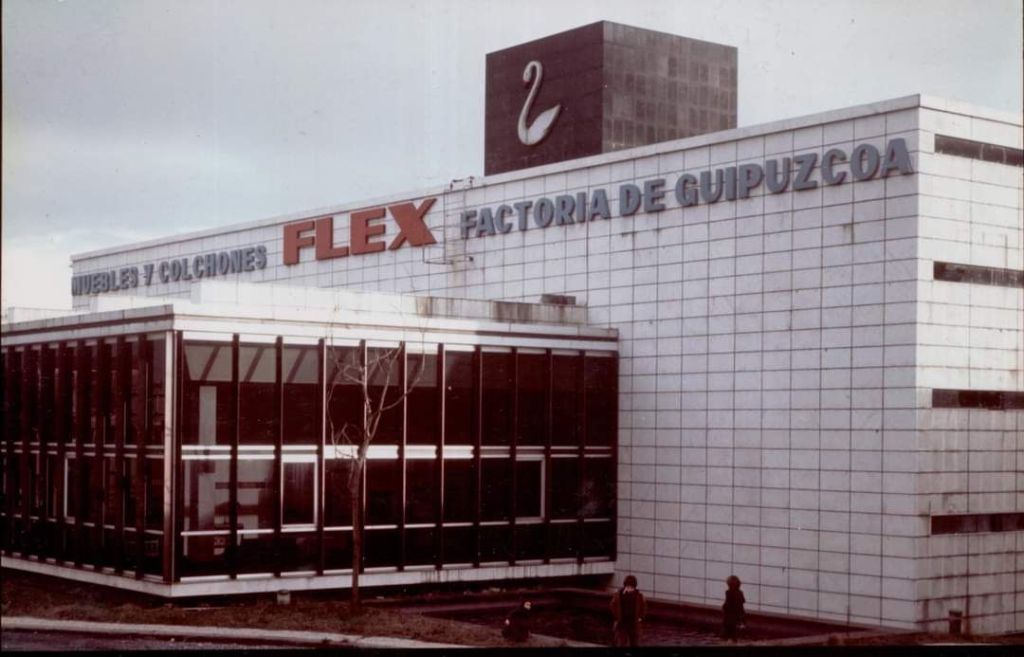 MUEBLES Y COLCHONES FLEX FACTORIA DE GUIPUZCOA